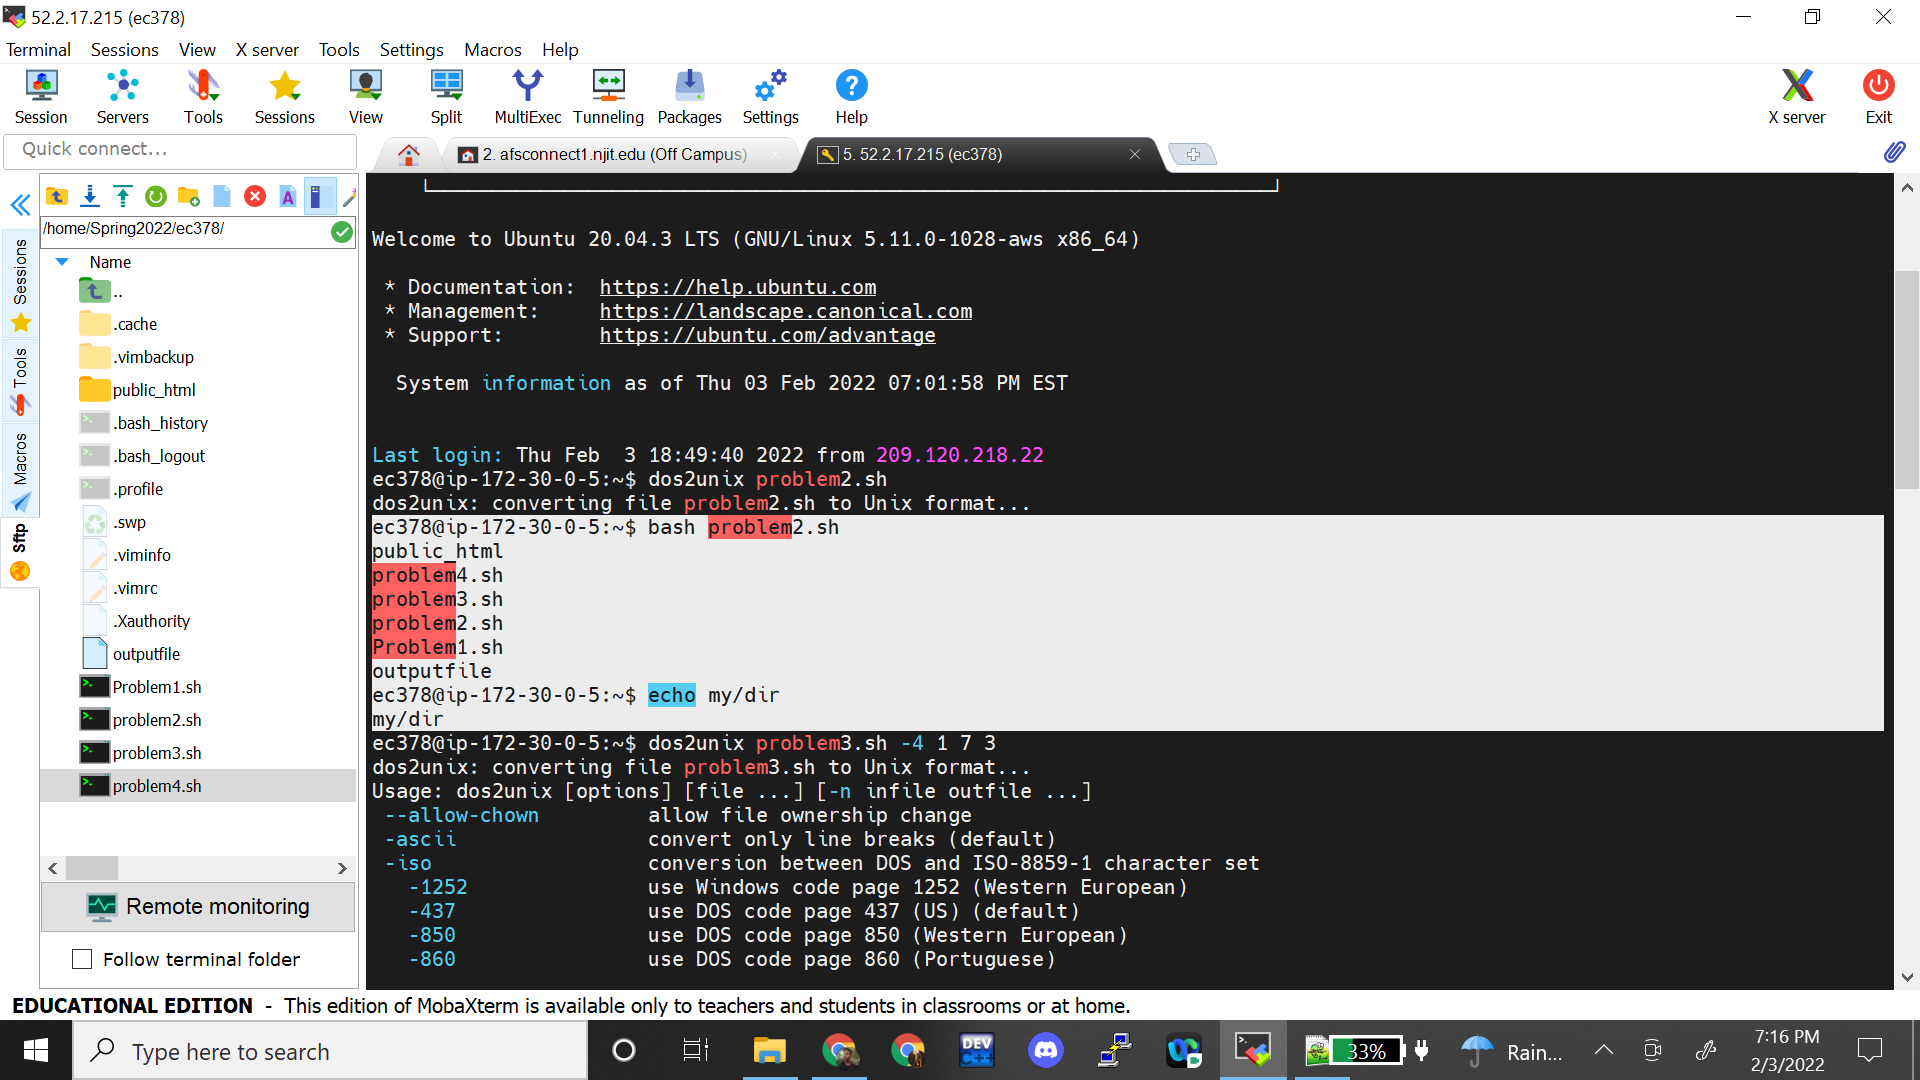 52.2.17.215 (ec378)
Terminal Sessions View X server Tools Settings Macros Help
Session Servers Tools Sessions View Split MultiExec Tunneling Packages Settings Help X server Exit
Quick connect...
2. afsconnect1.njit.edu (Off Campus)
5. 52.2.17.215 (ec378)
Sessions
Tools
Macros
Sftp
/home/Spring2022/ec378/
Name
..
.cache
.vimbackup
public_html
.bash_history
.bash_logout
.profile
.swp
.viminfo
.vimrc
.Xauthority
outputfile
Problem1.sh
problem2.sh
problem3.sh
problem4.sh
Remote monitoring
Follow terminal folder
Welcome to Ubuntu 20.04.3 LTS (GNU/Linux 5.11.0-1028-aws x86_64)
* Documentation:  https://help.ubuntu.com
* Management:     https://landscape.canonical.com
* Support:        https://ubuntu.com/advantage
System information as of Thu 03 Feb 2022 07:01:58 PM EST
Last login: Thu Feb  3 18:49:40 2022 from 209.120.218.22
ec378@ip-172-30-0-5:~$ dos2unix problem2.sh
dos2unix: converting file problem2.sh to Unix format...
ec378@ip-172-30-0-5:~$ bash problem2.sh
public_html
problem4.sh
problem3.sh
problem2.sh
Problem1.sh
outputfile
ec378@ip-172-30-0-5:~$ echo my/dir
my/dir
ec378@ip-172-30-0-5:~$ dos2unix problem3.sh -4 1 7 3
dos2unix: converting file problem3.sh to Unix format...
Usage: dos2unix [options] [file ...] [-n infile outfile ...]
--allow-chown         allow file ownership change
-ascii                convert only line breaks (default)
-iso                  conversion between DOS and ISO-8859-1 character set
-1252               use Windows code page 1252 (Western European)
-437                use DOS code page 437 (US) (default)
-850                use DOS code page 850 (Western European)
-860                use DOS code page 860 (Portuguese)
EDUCATIONAL EDITION - This edition of MobaXterm is available only to teachers and students in classrooms or at home.
Type here to search
DEV C++
33%
Rain...
7:16 PM
2/3/2022